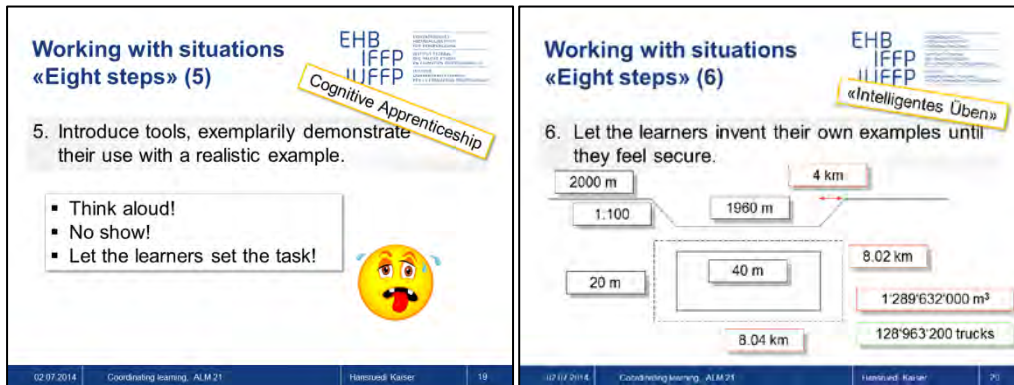 Working with situations
«Eight steps» (5)
EHB
IFFP
IUFFP
Cognitive Apprenticeship
5. Introduce tools, exemplarily demonstrate
their use with a realistic example.
▪ Think aloud!
▪ No show!
▪ Let the learners set the task!
02.07.2014 Coordinating learning, ALM 21 Hansruedi Kaiser 19
Working with situations
«Eight steps» (6)
EHB
IFFP
IUFFP
«Intelligentes Üben»
6. Let the learners invent their own examples until
they feel secure.
4 km
2000 m
1:100
1960 m
8.02 km
20 m
40 m
1'289'632'000 m³
128'963'200 trucks
8.04 km
02.07.2014 Coordinating learning, ALM 21 Hansruedi Kaiser 20